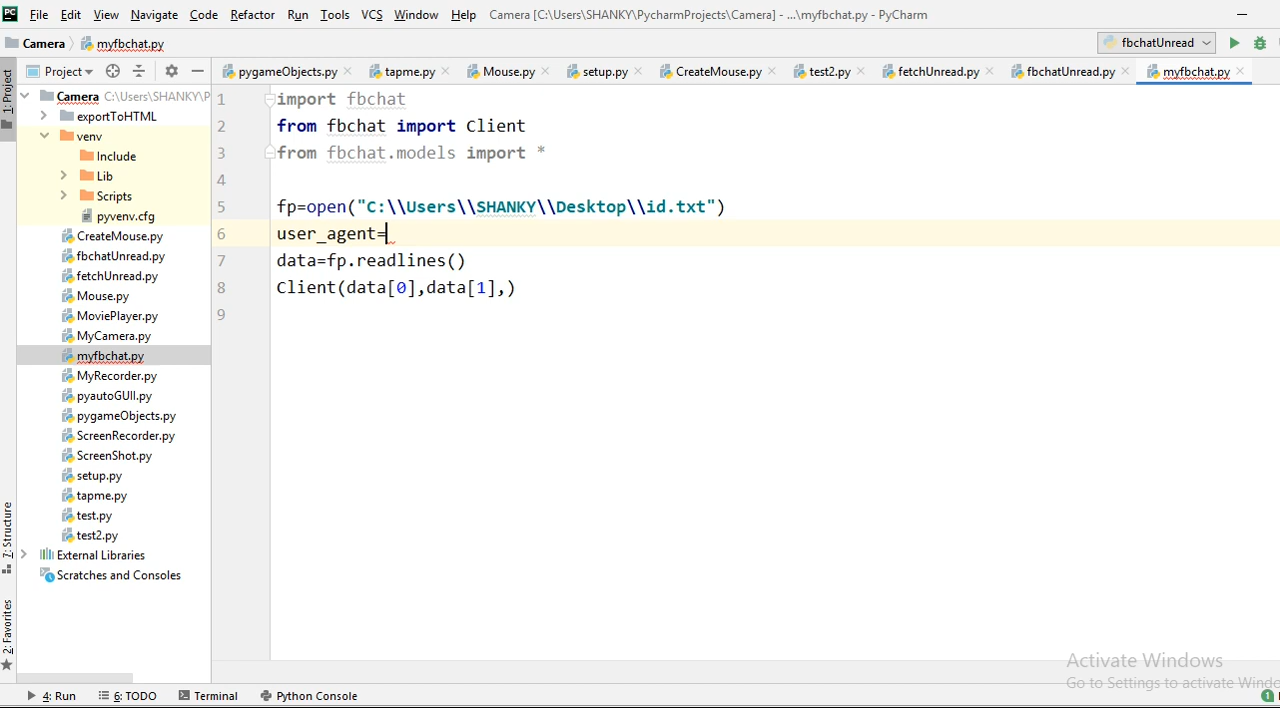 File Edit View Navigate Code Refactor Run Tools VCS Window Help Camera [C:\Users\SHANKY\PycharmProjects\Camera] - ...\myfbchat.py - PyCharm
Camera myfbchat.py fbchatUnread
1: Project
Project pygameObjects.py tapme.py Mouse.py setup.py CreateMouse.py test2.py fetchUnread.py fbchatUnread.py myfbchat.py
Camera C:\Users\SHANKY\P
exportToHTML
venv
Include
Lib
Scripts
pyvenv.cfg
CreateMouse.py
fbchatUnread.py
fetchUnread.py
Mouse.py
MoviePlayer.py
MyCamera.py
myfbchat.py
MyRecorder.py
pyautoGUII.py
pygameObjects.py
ScreenRecorder.py
ScreenShot.py
setup.py
tapme.py
test.py
test2.py
External Libraries
Scratches and Consoles
1 import fbchat
2 from fbchat import Client
3 from fbchat.models import *
4
5 fp=open("C:\\Users\\SHANKY\\Desktop\\id.txt")
6 user_agent=
7 data=fp.readlines()
8 Client(data[0],data[1],)
9
7: Structure
2: Favorites
Activate Windows
Go to Settings to activate Windo
4: Run 6: TODO Terminal Python Console 1